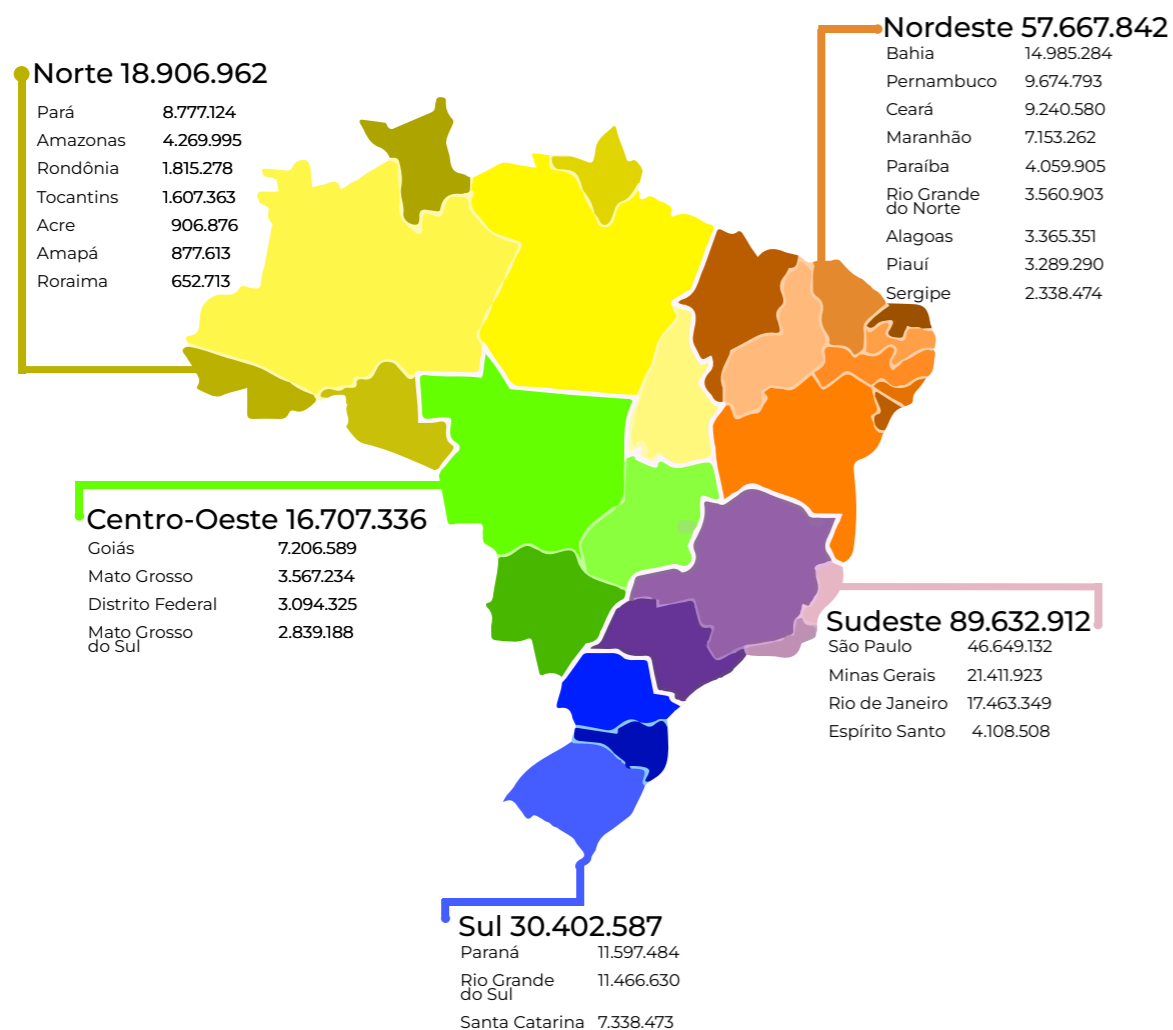 Norte 18.906.962
Pará 8.777.124
Amazonas 4.269.995
Rondônia 1.815.278
Tocantins 1.607.363
Acre 906.876
Amapá 877.613
Roraima 652.713
Nordeste 57.667.842
Bahia 14.985.284
Pernambuco 9.674.793
Ceará 9.240.580
Maranhão 7.153.262
Paraíba 4.059.905
Rio Grande 3.560.903
do Norte
Alagoas 3.365.351
Piauí 3.289.290
Sergipe 2.338.474
Centro-Oeste 16.707.336
Goiás 7.206.589
Mato Grosso 3.567.234
Distrito Federal 3.094.325
Mato Grosso 2.839.188
do Sul
Sudeste 89.632.912
São Paulo 46.649.132
Minas Gerais 21.411.923
Rio de Janeiro 17.463.349
Espírito Santo 4.108.508
Sul 30.402.587
Paraná 11.597.484
Rio Grande 11.466.630
do Sul
Santa Catarina 7.338.473